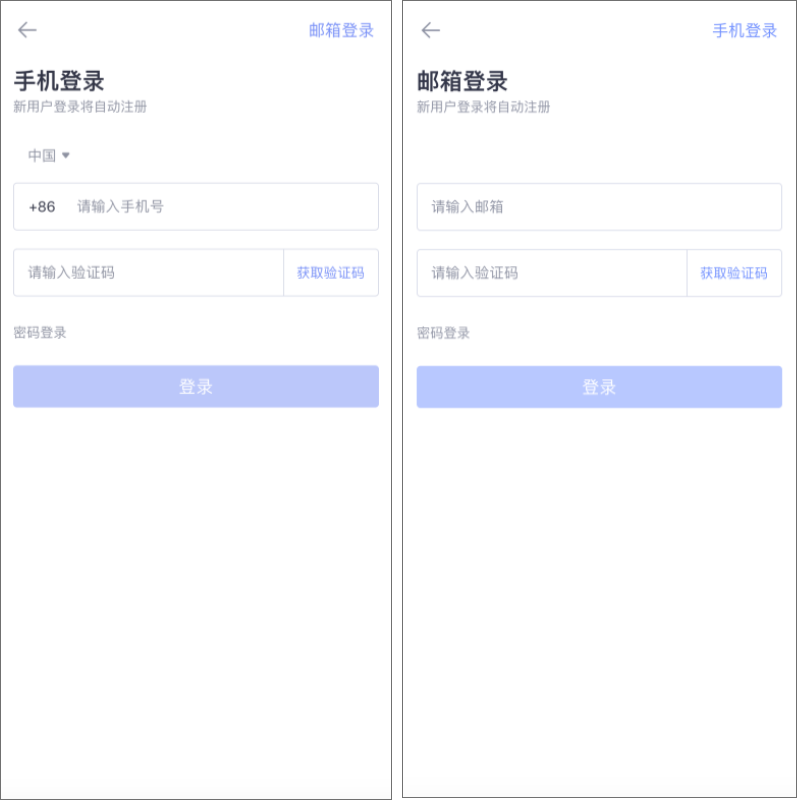 邮箱登录
手机登录
新用户登录将自动注册
中国
+86 请输入手机号
请输入验证码 获取验证码
密码登录
登录
手机登录
邮箱登录
新用户登录将自动注册
请输入邮箱
请输入验证码 获取验证码
密码登录
登录